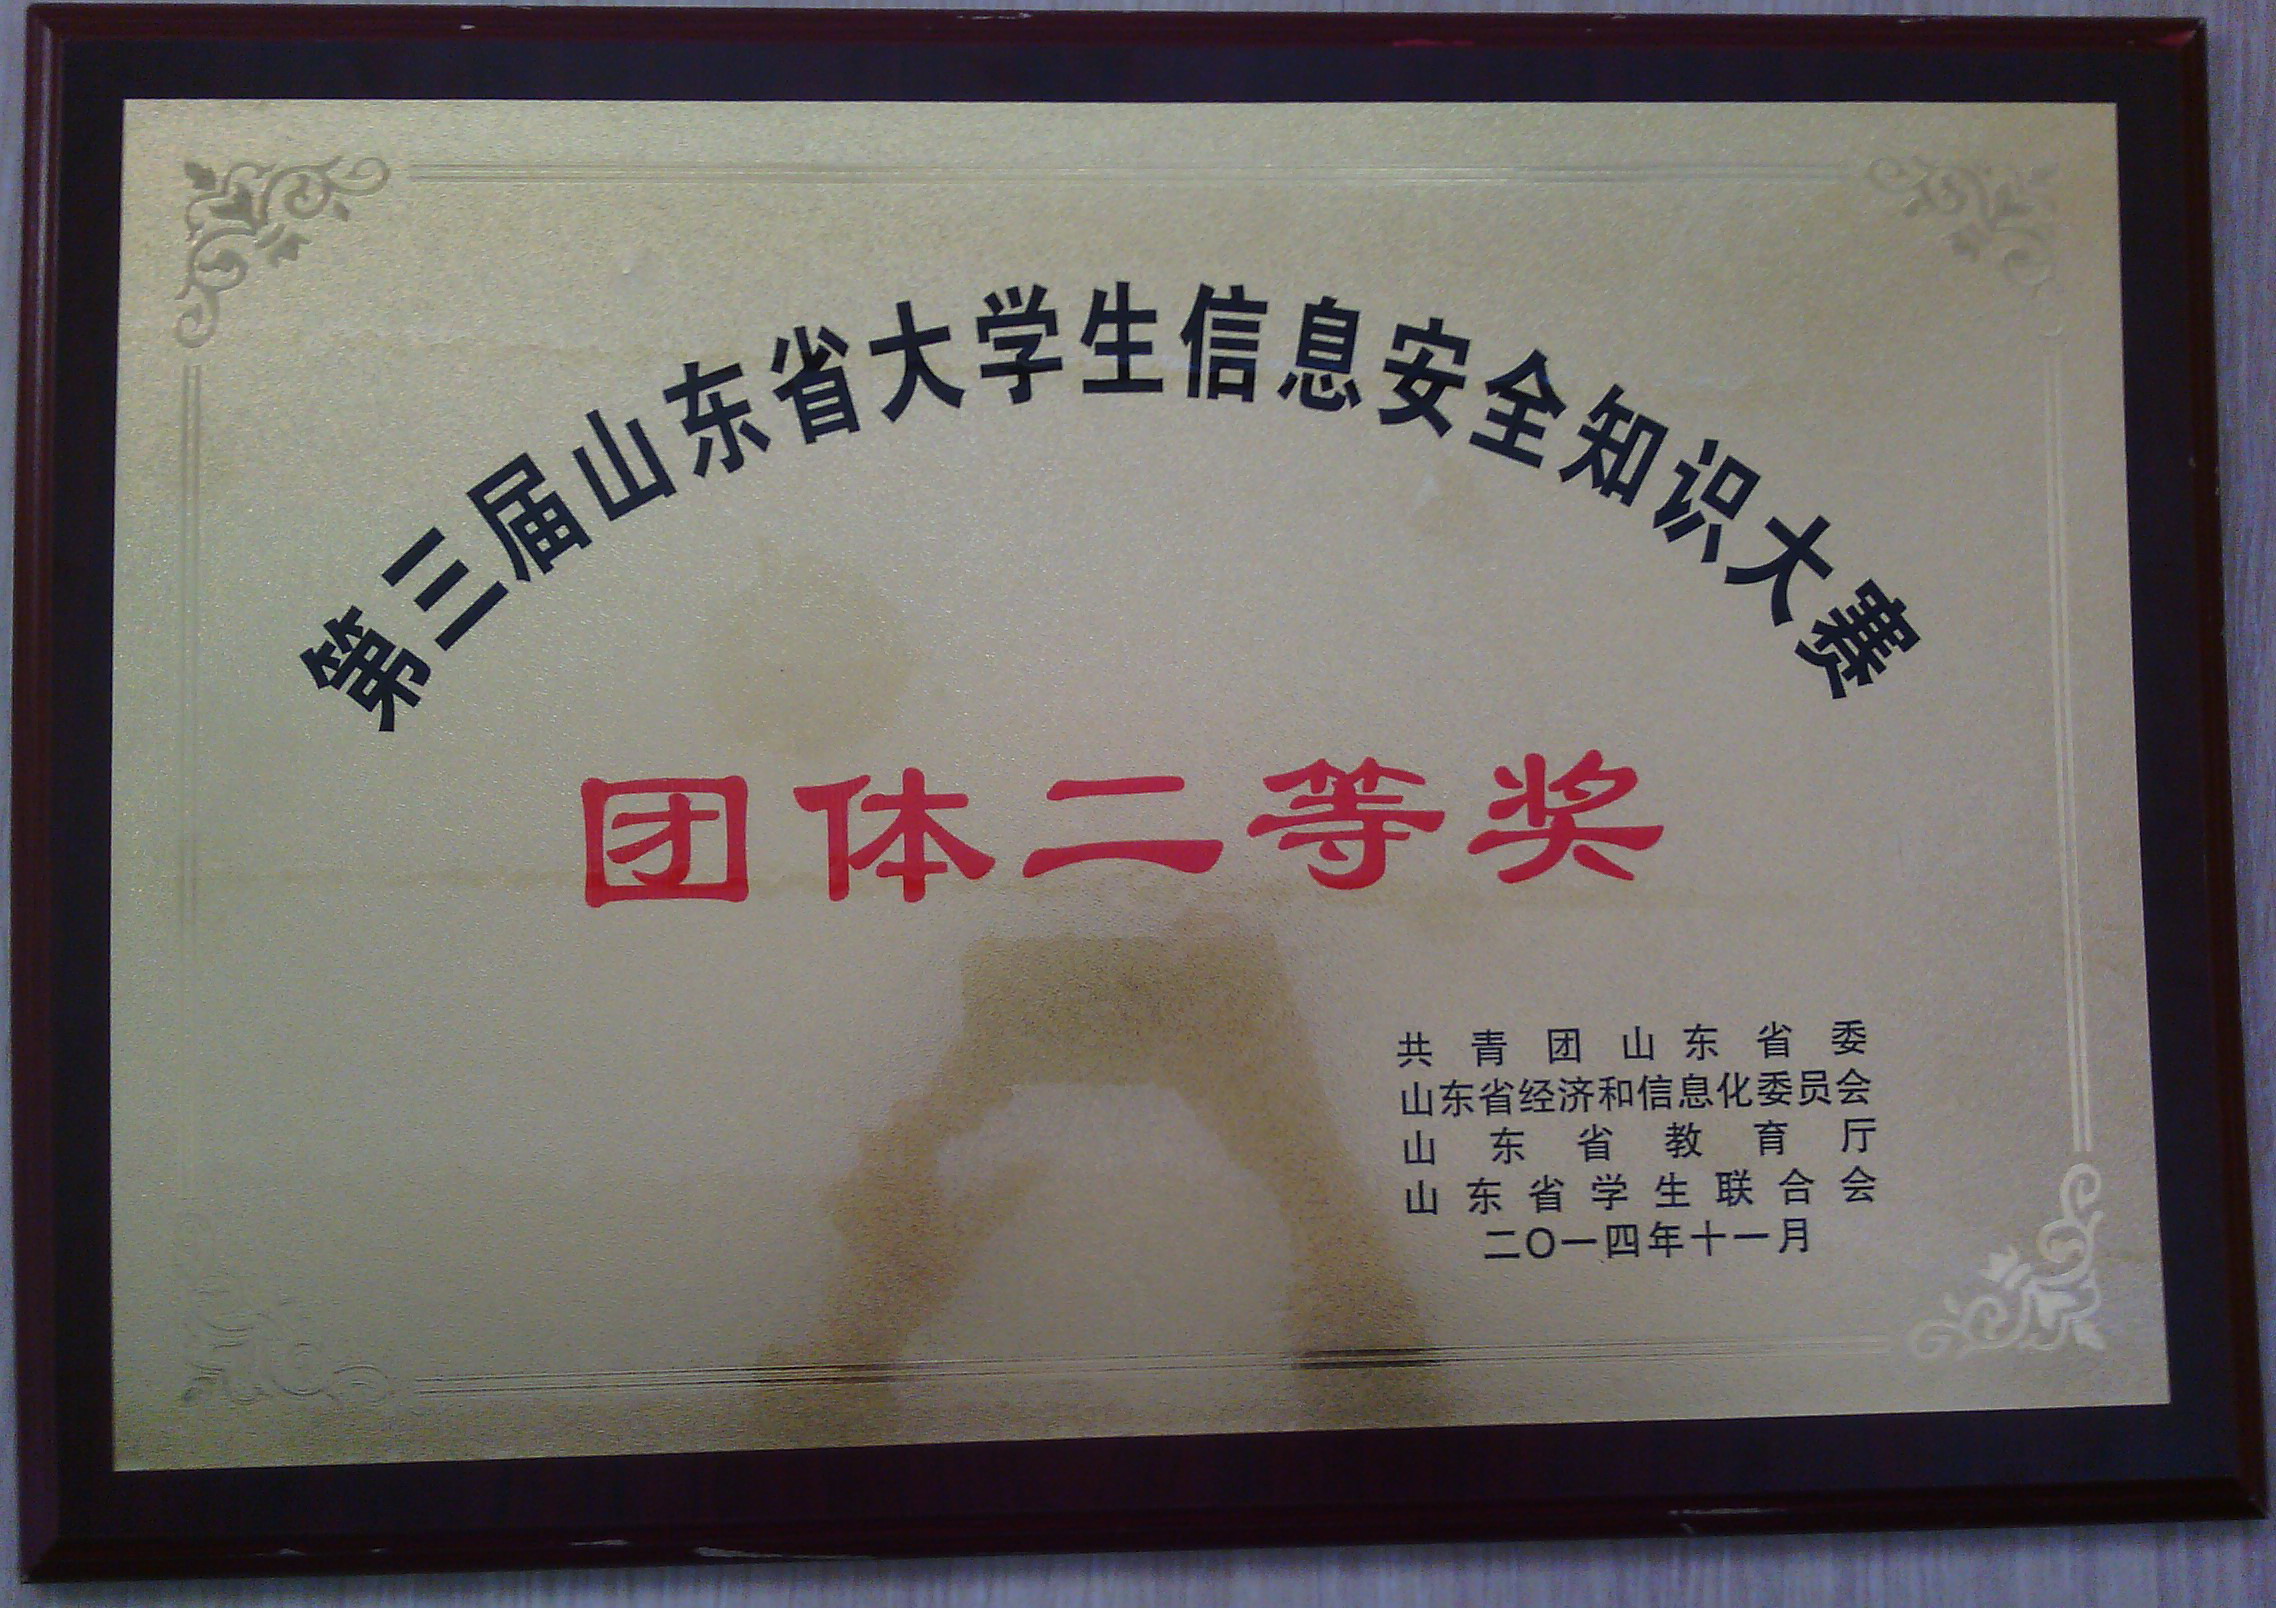 第三届山东省大学生信息安全知识大赛
团体二等奖
共青团山东省委
山东省经济和信息化委员会
山东省教育厅
山东省学生联合会
二〇一四年十一月